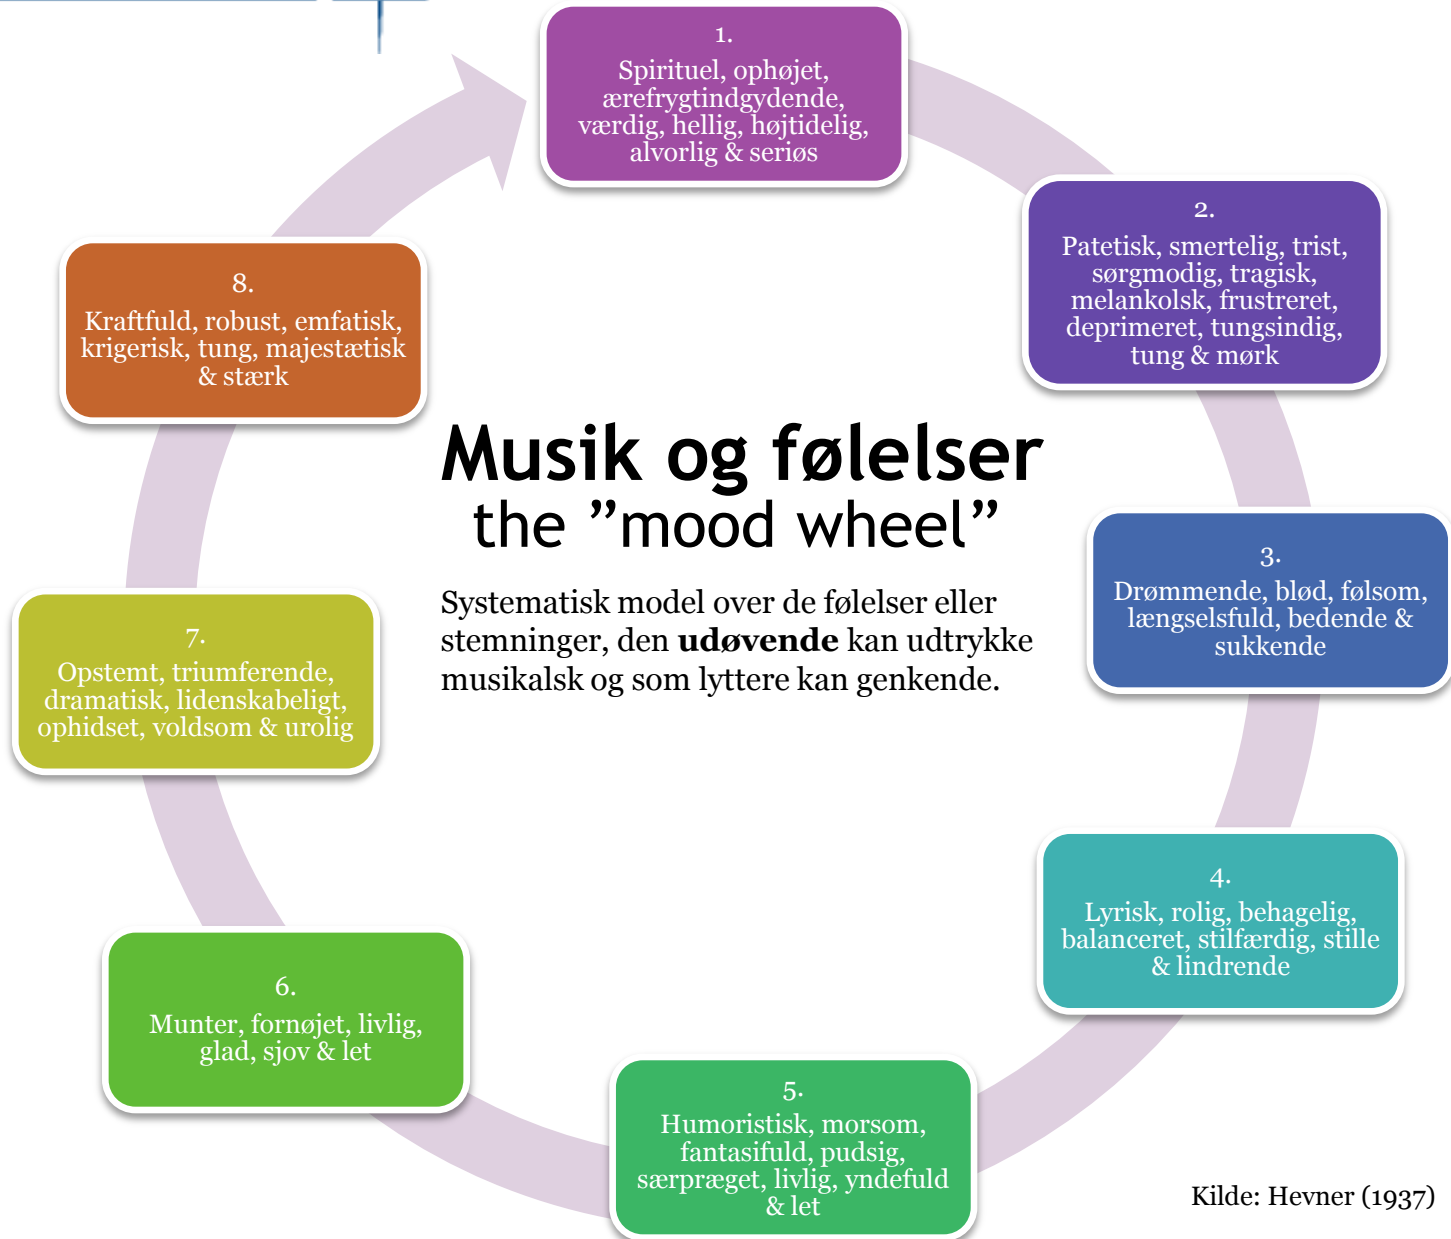 1.
Spirituel, ophøjet,
ærefrygtindgydende,
værdig, hellig, højtidelig,
alvorlig & seriøs
2.
Patetisk, smertelig, trist,
sørgmodig, tragisk,
melankolsk, frustreret,
deprimeret, tungsindig,
tung & mørk
3.
Drømmende, blød, følsom,
længselsfuld, bedende &
sukkende
4.
Lyrisk, rolig, behagelig,
balanceret, stilfærdig, stille
& lindrende
5.
Humoristisk, morsom,
fantasifuld, pudsig,
særpræget, livlig, yndefuld
& let
6.
Munter, fornøjet, livlig,
glad, sjov & let
7.
Opstemt, triumferende,
dramatisk, lidenskabeligt,
ophidset, voldsom & urolig
8.
Kraftfuld, robust, emfatisk,
krigerisk, tung, majestætisk
& stærk
Musik og følelser
the ”mood wheel”
Systematisk model over de følelser eller
stemninger, den udøvende kan udtrykke
musikalsk og som lyttere kan genkende.
Kilde: Hevner (1937)